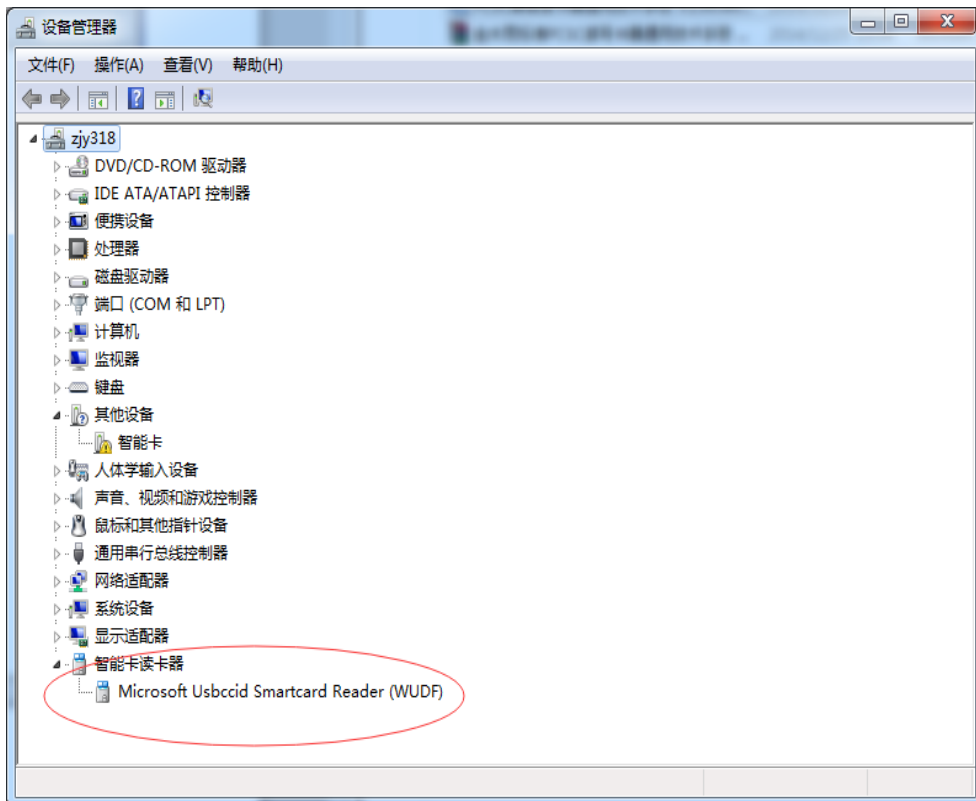 设备管理器
文件(F) 操作(A) 查看(V) 帮助(H)
zjy318
DVD/CD-ROM 驱动器
IDE ATA/ATAPI 控制器
便携设备
处理器
磁盘驱动器
端口 (COM 和 LPT)
计算机
监视器
键盘
其他设备
智能卡
人体学输入设备
声音、视频和游戏控制器
鼠标和其他指针设备
通用串行总线控制器
网络适配器
系统设备
显示适配器
智能卡读卡器
Microsoft Usbccid Smartcard Reader (WUDF)